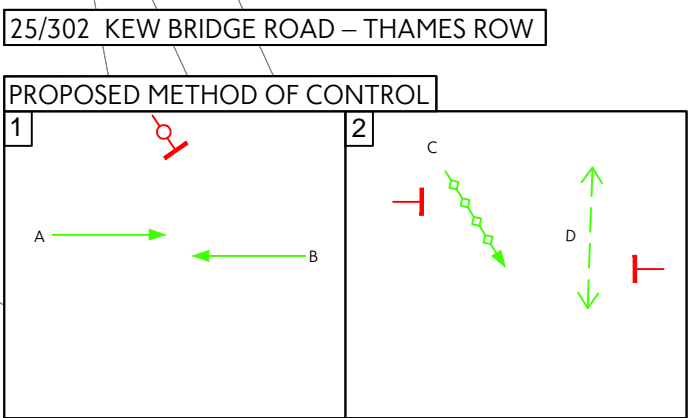 25/302 KEW BRIDGE ROAD – THAMES ROW
PROPOSED METHOD OF CONTROL
1
2
C
A
D
B